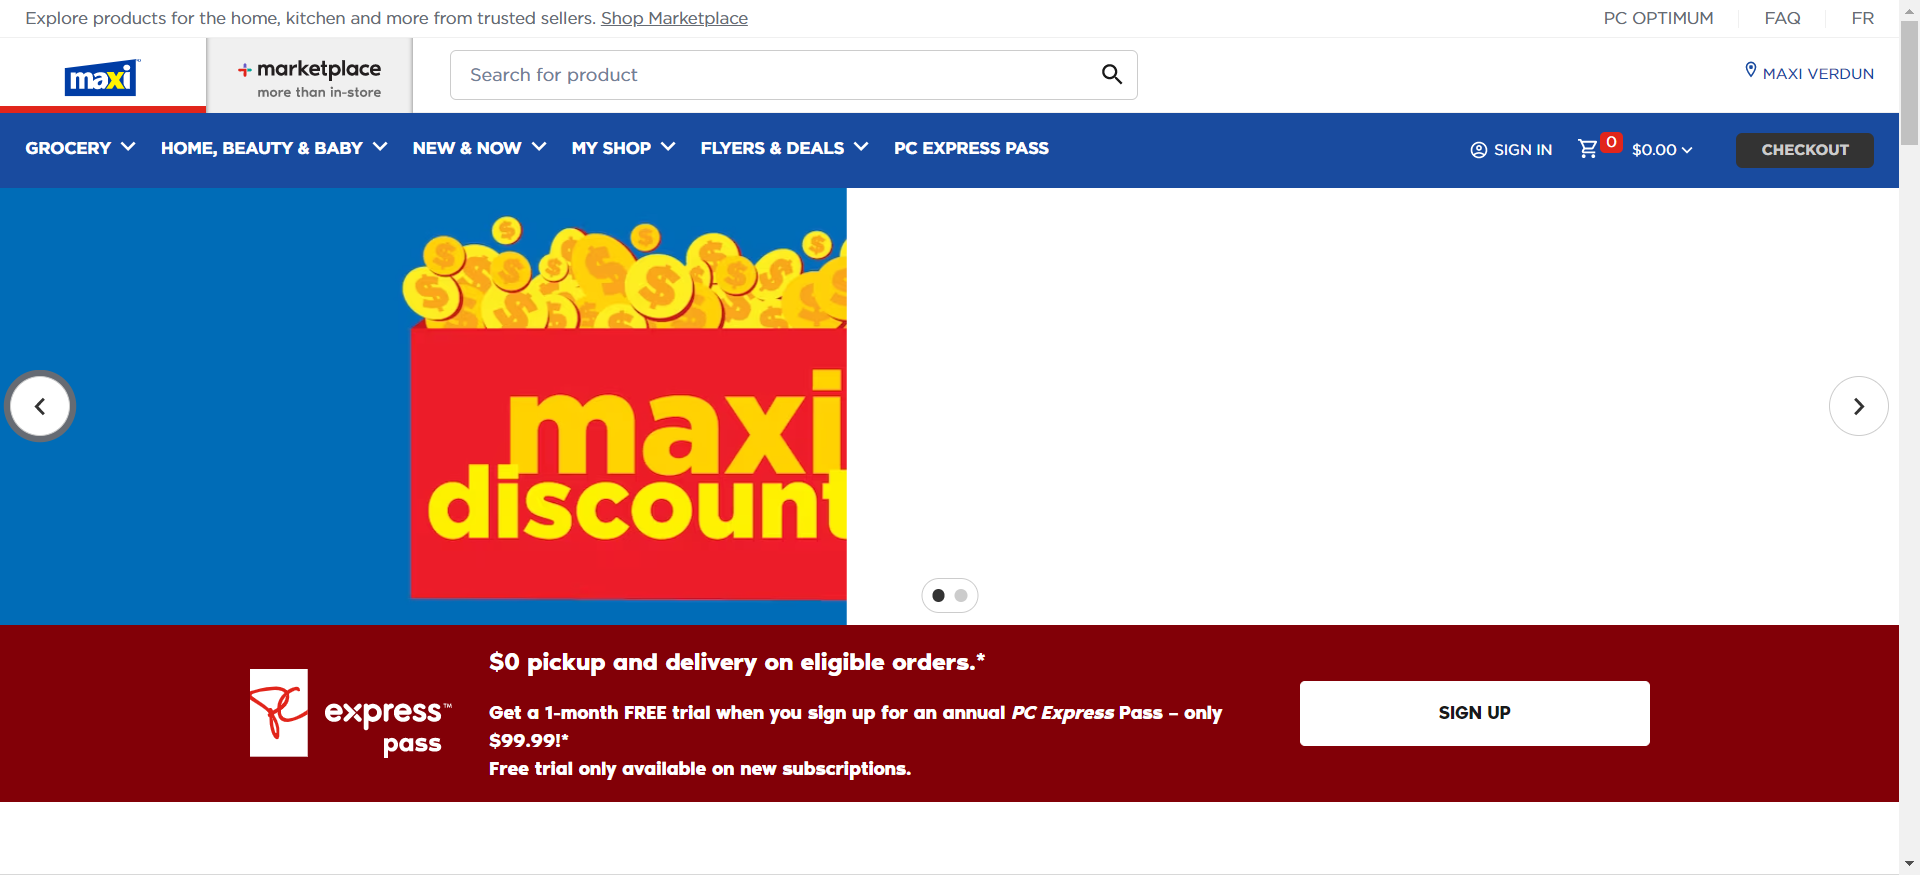 Explore products for the home, kitchen and more from trusted sellers. Shop Marketplace
PC OPTIMUM
FAQ
FR
maxi
marketplace
more than in-store
Search for product
MAXI VERDUN
GROCERY
HOME, BEAUTY & BABY
NEW & NOW
MY SHOP
FLYERS & DEALS
PC EXPRESS PASS
SIGN IN
0
$0.00
CHECKOUT
maxi
discount
PC
express™
pass
$0 pickup and delivery on eligible orders.*
Get a 1-month FREE trial when you sign up for an annual PC Express Pass – only
$99.99!*
Free trial only available on new subscriptions.
SIGN UP